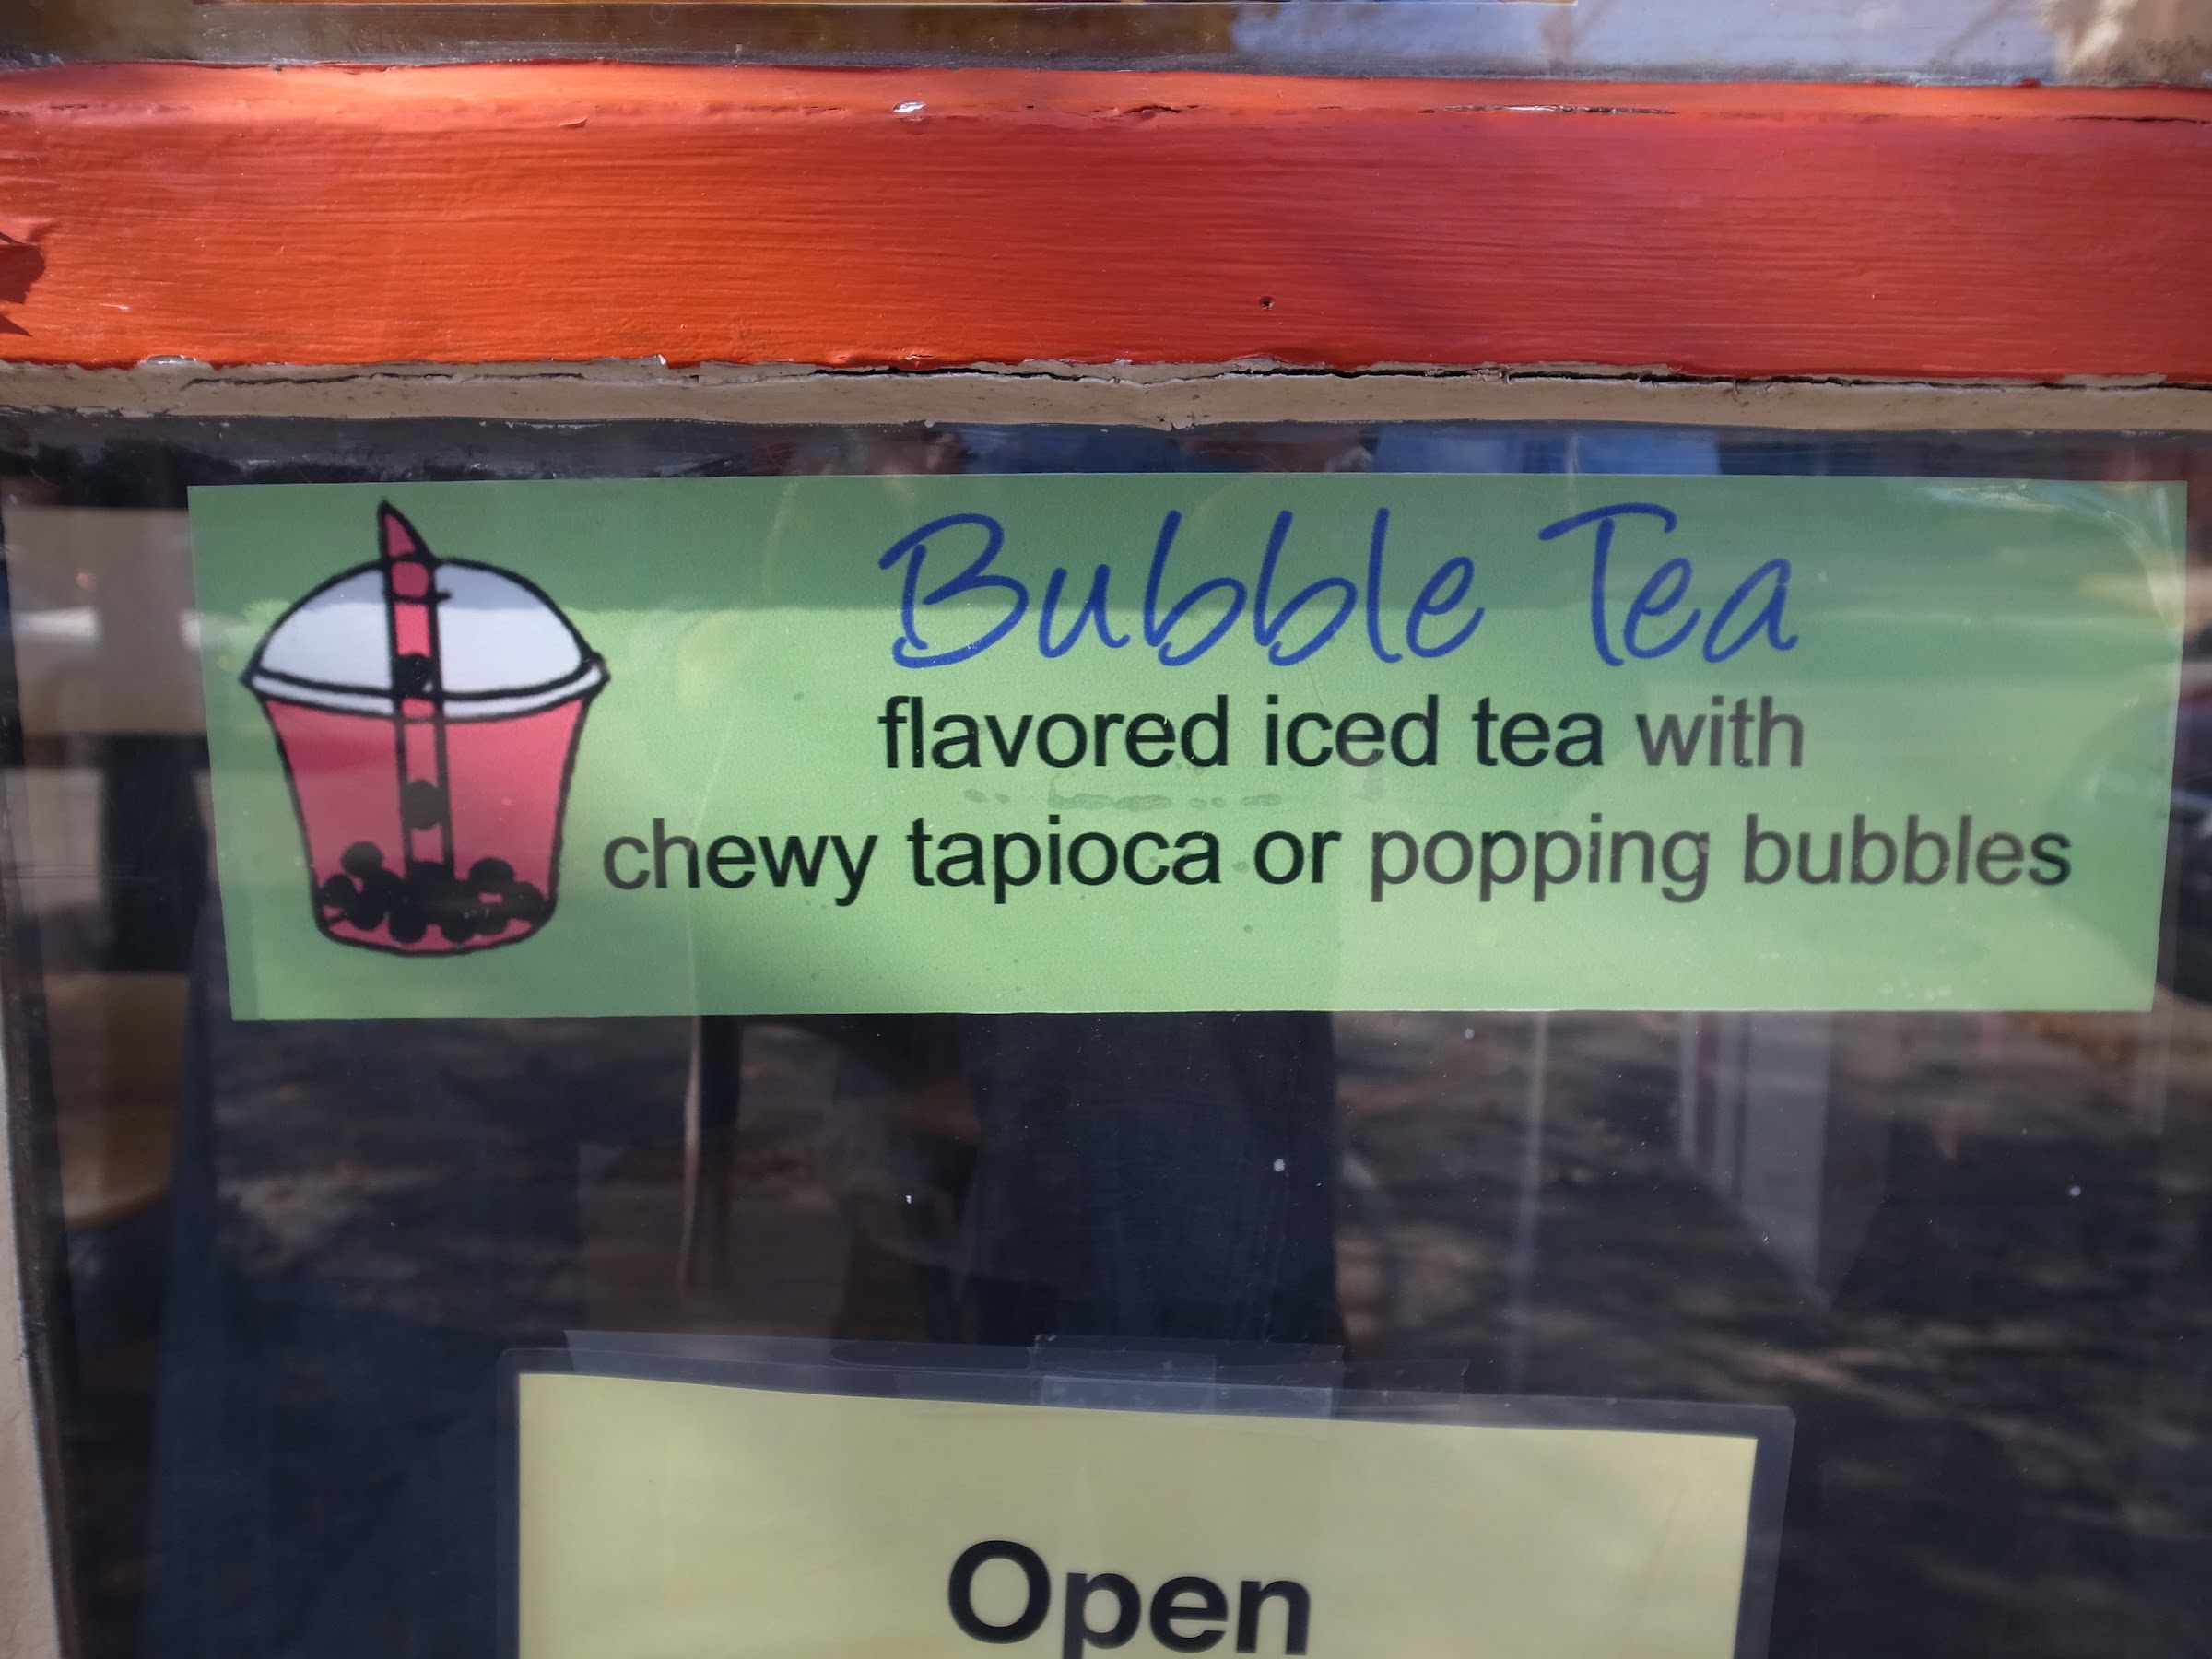 Bubble Tea
flavored iced tea with
chewy tapioca or popping bubbles
Open